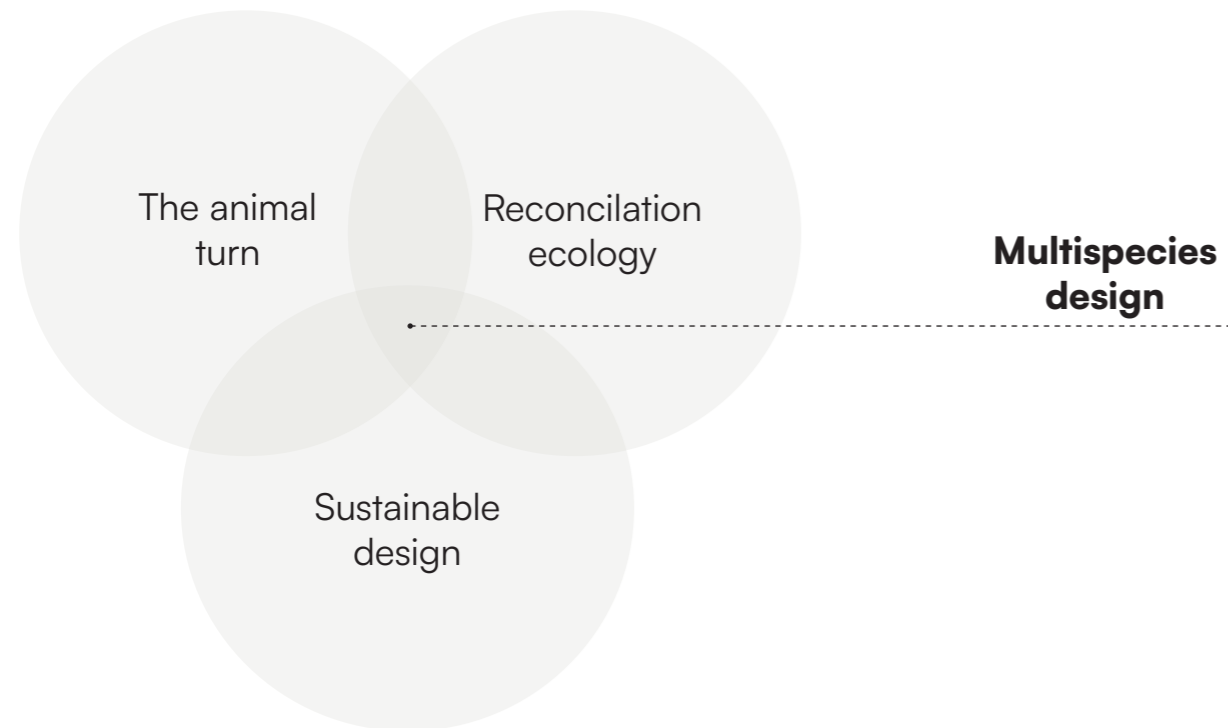 The animal
turn
Reconcilation
ecology
Multispecies
design
Sustainable
design